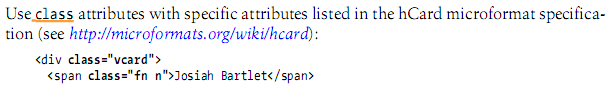 Use class attributes with specific attributes listed in the hCard microformat specifica-
tion (see http://microformats.org/wiki/hcard):
<div class="vcard">
<span class="fn n">Josiah Bartlet</span>